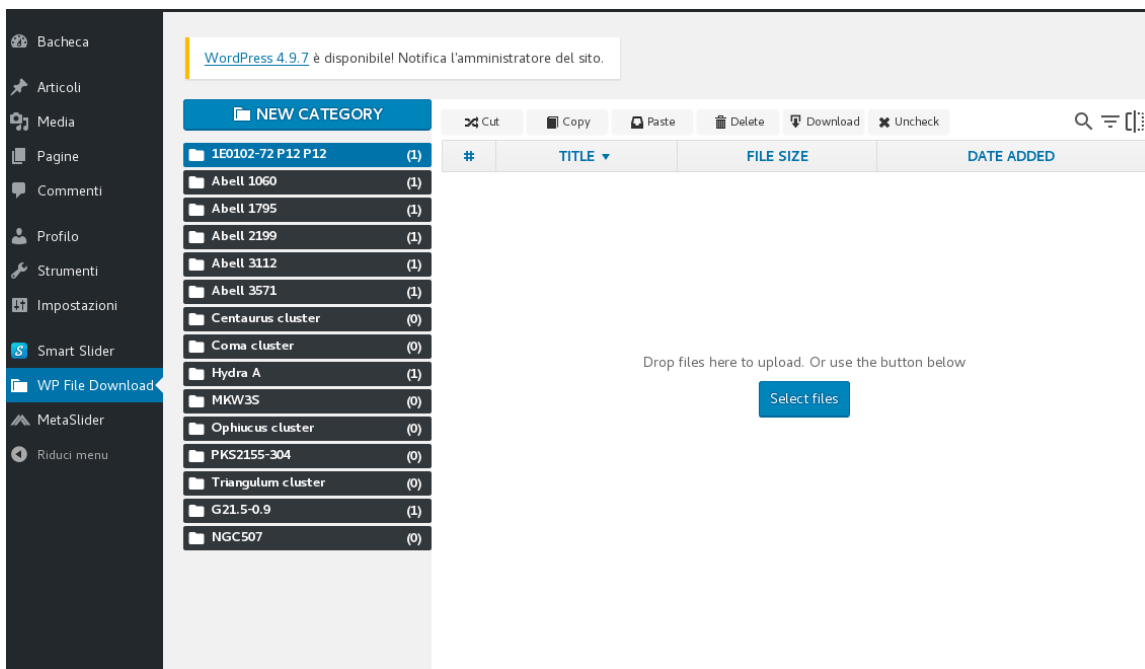 Bacheca
Articoli
Media
Pagine
Commenti
Profilo
Strumenti
Impostazioni
Smart Slider
WP File Download
MetaSlider
Riduci menu
WordPress 4.9.7 è disponibile! Notifica l'amministratore del sito.
NEW CATEGORY
1E0102-72 P12 P12 (1)
Abell 1060 (1)
Abell 1795 (1)
Abell 2199 (1)
Abell 3112 (1)
Abell 3571 (1)
Centaurus cluster (0)
Coma cluster (0)
Hydra A (1)
MKW3S (0)
Ophiucus cluster (0)
PKS2155-304 (0)
Triangulum cluster (0)
G21.5-0.9 (1)
NGC507 (0)
Cut Copy Paste Delete Download Uncheck
# TITLE FILE SIZE DATE ADDED
Drop files here to upload. Or use the button below
Select files